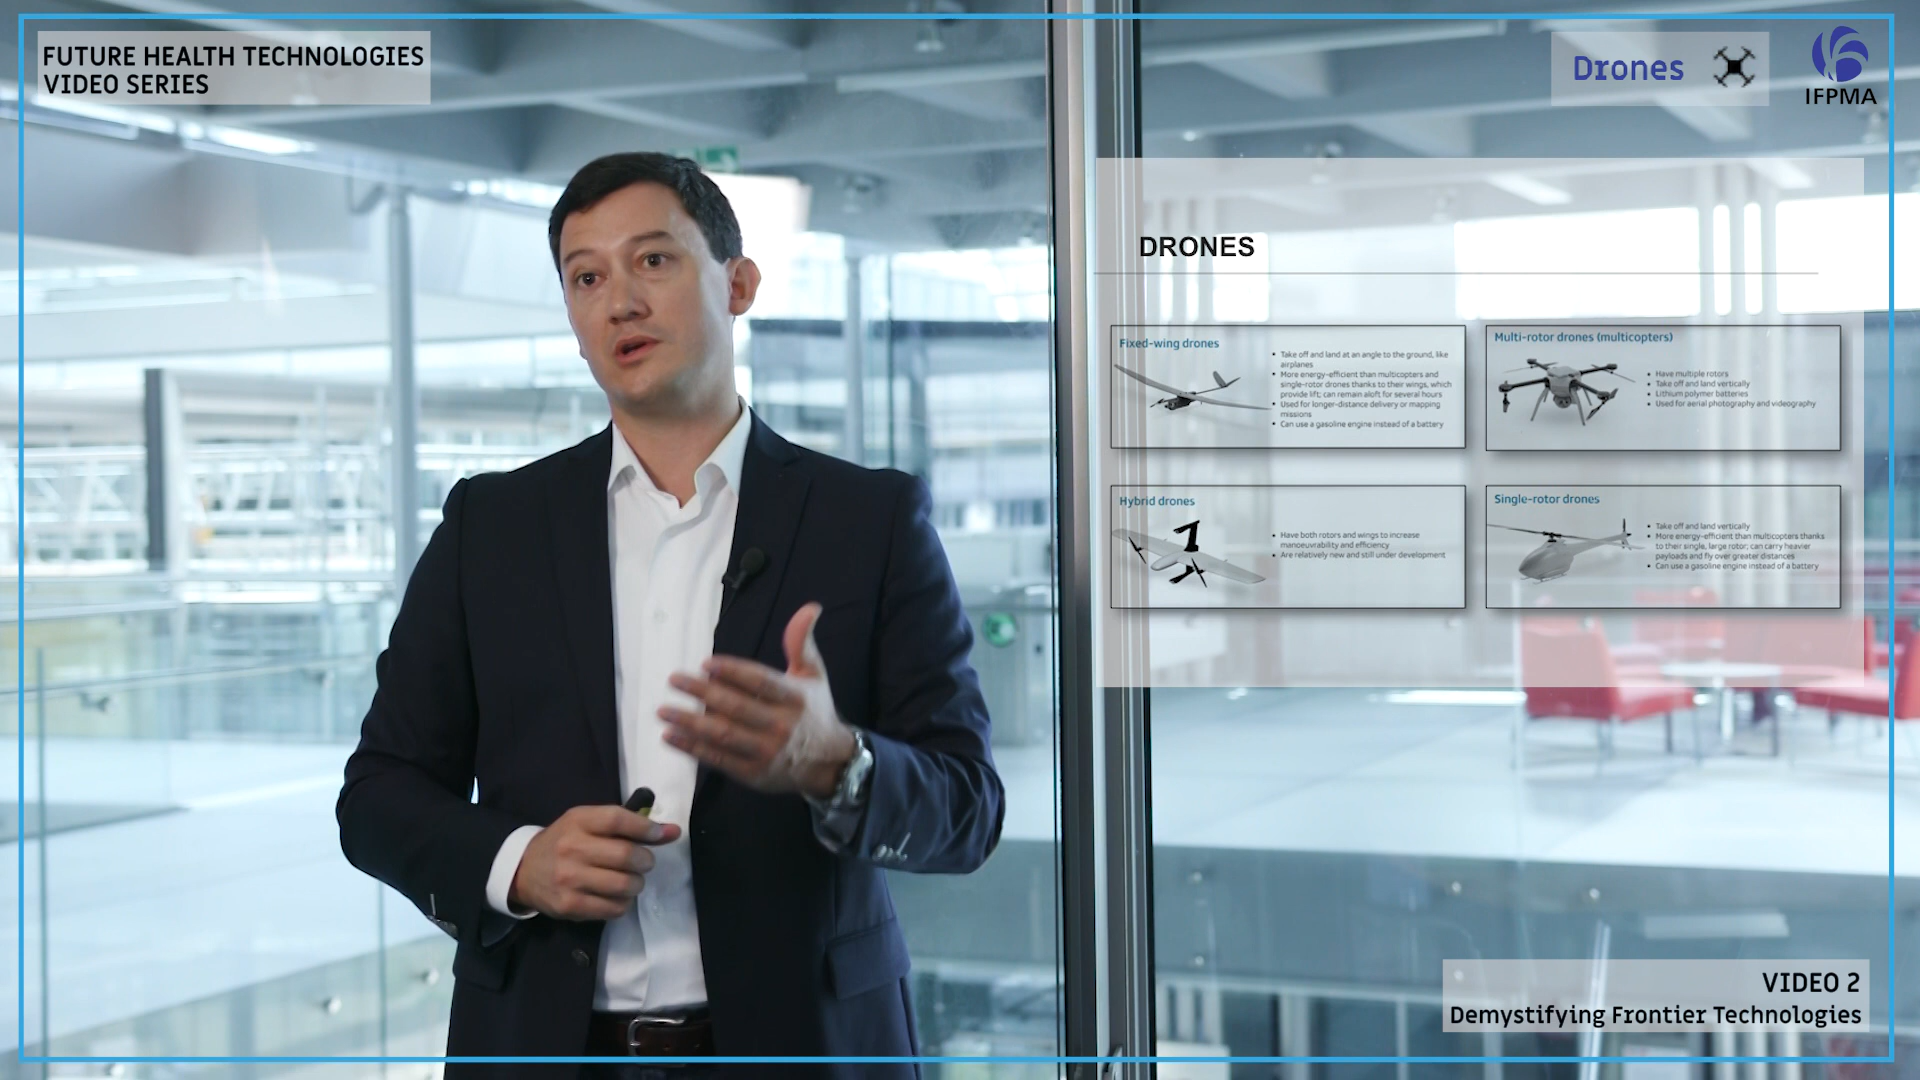 FUTURE HEALTH TECHNOLOGIES
VIDEO SERIES
Drones
IFPMA
DRONES
Fixed-wing drones
• Take off and land at an angle to the ground, like
airplanes
• More energy-efficient than multicopters and
single-rotor drones thanks to their wings, which
provide lift; can remain aloft for several hours
• Used for longer-distance delivery or mapping
missions
• Can use a gasoline engine instead of a battery
Multi-rotor drones (multicopters)
• Have multiple rotors
• Take off and land vertically
• Lithium polymer batteries
• Used for aerial photography and videography
Hybrid drones
• Have both rotors and wings to increase
manoeuvrability and efficiency
• Are relatively new and still under development
Single-rotor drones
• Take off and land vertically
• More energy-efficient than multicopters thanks
to their single, large rotor; can carry heavier
payloads and fly over greater distances
• Can use a gasoline engine instead of a battery
VIDEO 2
Demystifying Frontier Technologies